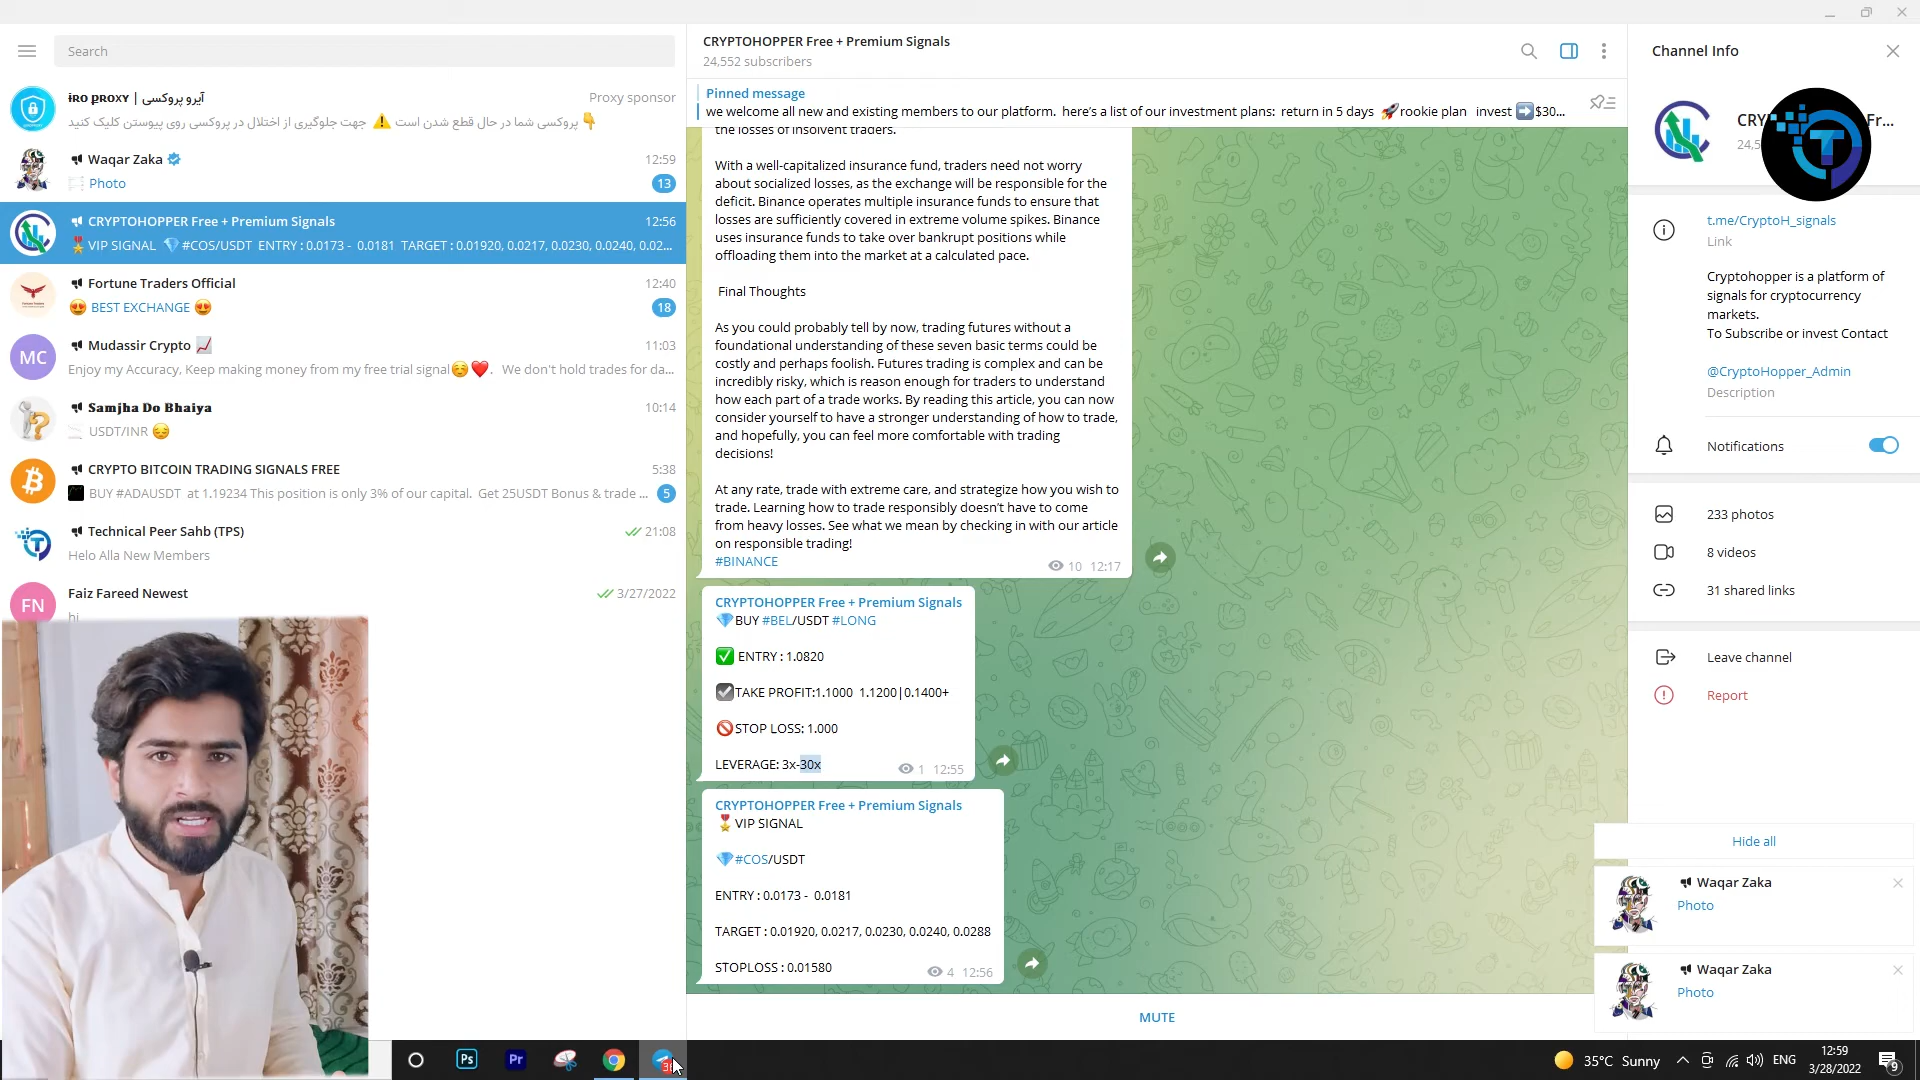 Search
ɨʀօ քʀօӼʏ | آیرو پروکسی
Proxy sponsor
پروکسی شما در حال قطع شدن است ⚠️ جهت جلوگیری از اختلال در پروکسی روی پیوستن کلیک کنید 👇
Waqar Zaka
12:59
Photo
13
CRYPTOHOPPER Free + Premium Signals
12:56
🎖VIP SIGNAL 💎#COS/USDT ENTRY : 0.0173 - 0.0181 TARGET : 0.01920, 0.0217, 0.0230, 0.0240, 0.02...
Fortune Traders Official
12:40
😍 BEST EXCHANGE 😍
18
MC
Mudassir Crypto 📈
11:03
Enjoy my Accuracy, Keep making money from my free trial signal☺️❤️. We don't hold trades for da...
𝐒𝐚𝐦𝐣𝐡𝐚 𝐃𝐨 𝐁𝐡𝐚𝐢𝐲𝐚
10:14
USDT/INR 😔
CRYPTO BITCOIN TRADING SIGNALS FREE
5:38
BUY #ADAUSDT at 1.19234 This position is only 3% of our capital. Get 25USDT Bonus & trade ...
5
Technical Peer Sahb (TPS)
21:08
Helo Alla New Members
FN
Faiz Fareed Newest
3/27/2022
hi
CRYPTOHOPPER Free + Premium Signals
24,552 subscribers
Pinned message
we welcome all new and existing members to our platform. here's a list of our investment plans: return in 5 days 🚀rookie plan invest ➡️$30...
the losses of insolvent traders.
With a well-capitalized insurance fund, traders need not worry
about socialized losses, as the exchange will be responsible for the
deficit. Binance operates multiple insurance funds to ensure that
losses are sufficiently covered in extreme volume spikes. Binance
uses insurance funds to take over bankrupt positions while
offloading them into the market at a calculated pace.
Final Thoughts
As you could probably tell by now, trading futures without a
foundational understanding of these seven basic terms could be
costly and perhaps foolish. Futures trading is complex and can be
incredibly risky, which is reason enough for traders to understand
how each part of a trade works. By reading this article, you can now
consider yourself to have a stronger understanding of how to trade,
and hopefully, you can feel more comfortable with trading
decisions!
At any rate, trade with extreme care, and strategize how you wish to
trade. Learning how to trade responsibly doesn't have to come
from heavy losses. See what we mean by checking in with our article
on responsible trading!
#BINANCE
10 12:17
CRYPTOHOPPER Free + Premium Signals
💎BUY #BEL/USDT #LONG
✅ ENTRY : 1.0820
☑️TAKE PROFIT:1.1000 1.1200|0.1400+
🚫STOP LOSS: 1.000
LEVERAGE: 3x-30x
1 12:55
CRYPTOHOPPER Free + Premium Signals
🎖VIP SIGNAL
💎#COS/USDT
ENTRY : 0.0173 - 0.0181
TARGET : 0.01920, 0.0217, 0.0230, 0.0240, 0.0288
STOPLOSS : 0.01580
4 12:56
MUTE
Channel Info
CRY
Fr...
24,5
t.me/CryptoH_signals
Link
Cryptohopper is a platform of
signals for cryptocurrency
markets.
To Subscribe or invest Contact
@CryptoHopper_Admin
Description
Notifications
233 photos
8 videos
31 shared links
Leave channel
Report
Hide all
Waqar Zaka
Photo
Waqar Zaka
Photo
Ps
Pr
35°C Sunny
ENG
12:59
3/28/2022
9